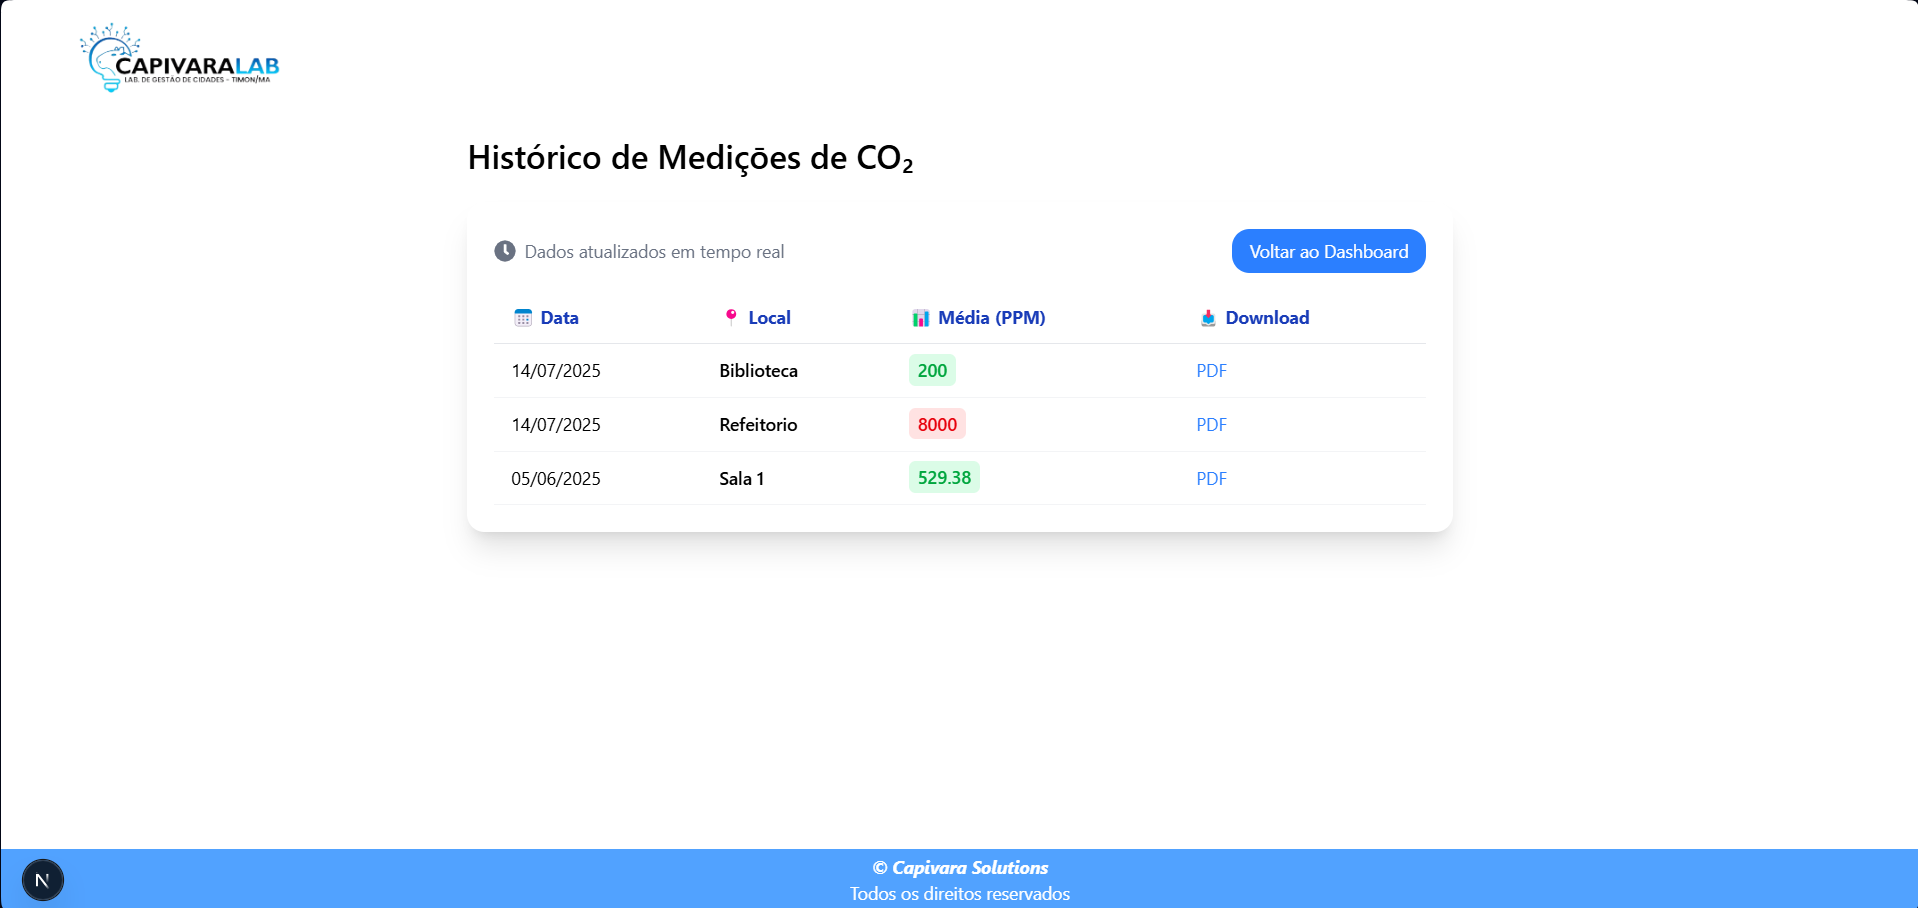 CAPIVARALAB
LAB. DE GESTÃO DE CIDADES - TIMON/MA
Histórico de Medições de CO₂
Dados atualizados em tempo real
Voltar ao Dashboard
Data Local Média (PPM) Download
14/07/2025 Biblioteca 200 PDF
14/07/2025 Refeitorio 8000 PDF
05/06/2025 Sala 1 529.38 PDF
© Capivara Solutions
N
Todos os direitos reservados